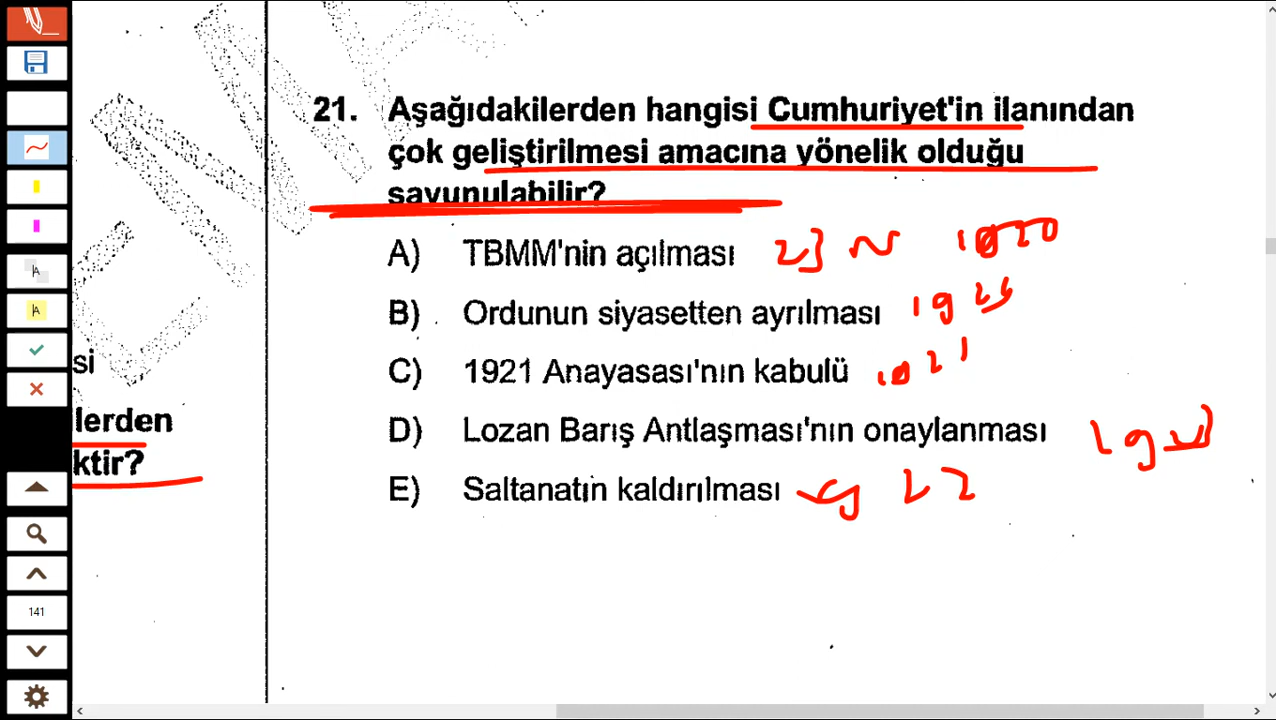 21. Aşağıdakilerden hangisi Cumhuriyet'in ilanından
çok geliştirilmesi amacına yönelik olduğu
savunulabilir?
A) TBMM'nin açılması 23 N 1920
B) Ordunun siyasetten ayrılması 1924
C) 1921 Anayasası'nın kabulü 1921
D) Lozan Barış Antlaşması'nın onaylanması
E) Saltanatın kaldırılması 22
si
lerden
ktir?
141